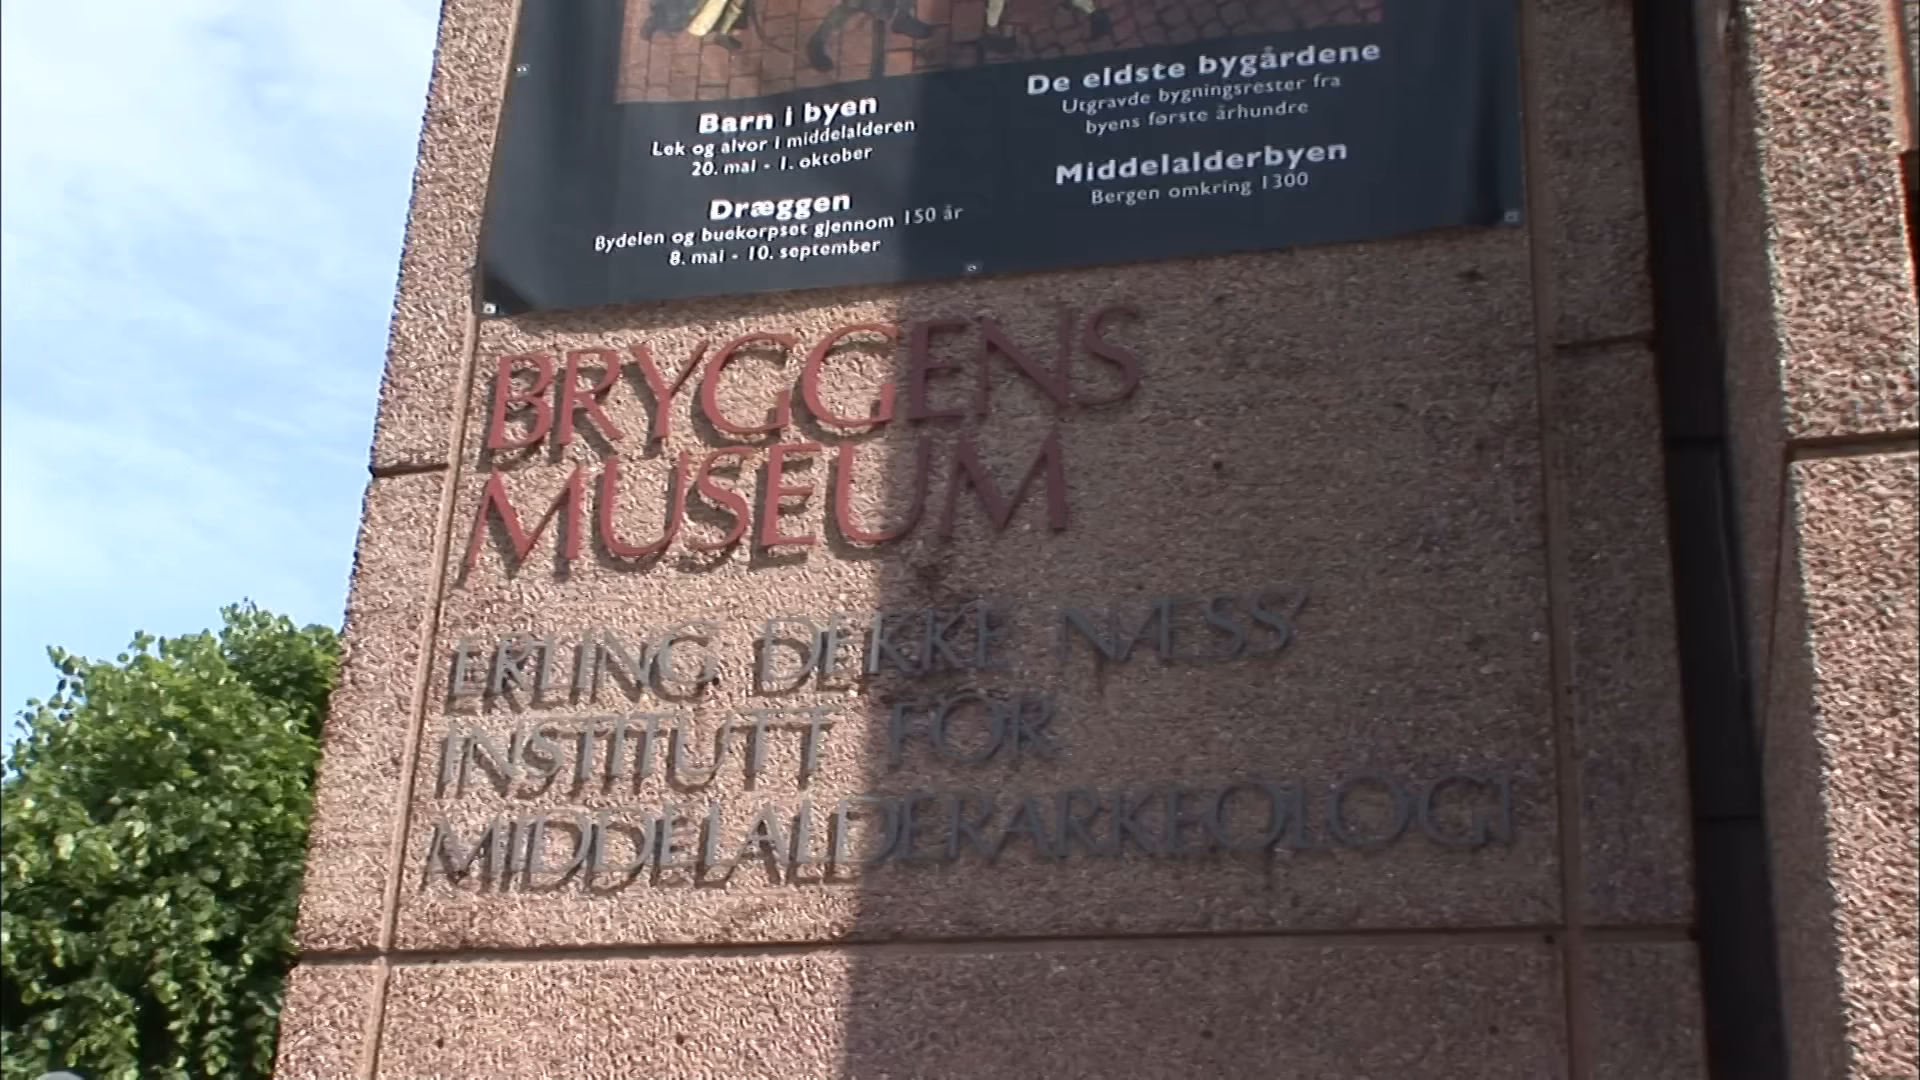 Barn i byen
Lek og alvor i middelalderen
20. mai - 1. oktober
Dræggen
Bydelen og buekorpset gjennom 150 år
8. mai - 10. september
De eldste bygårdene
Utgravde bygningsrester fra
byens første århundre
Middelalderbyen
Bergen omkring 1300
BRYGGENS
MUSEUM
ERLING DEKKE NÆSS'
INSTITUTT FOR
MIDDELALDERARKEOLOGI